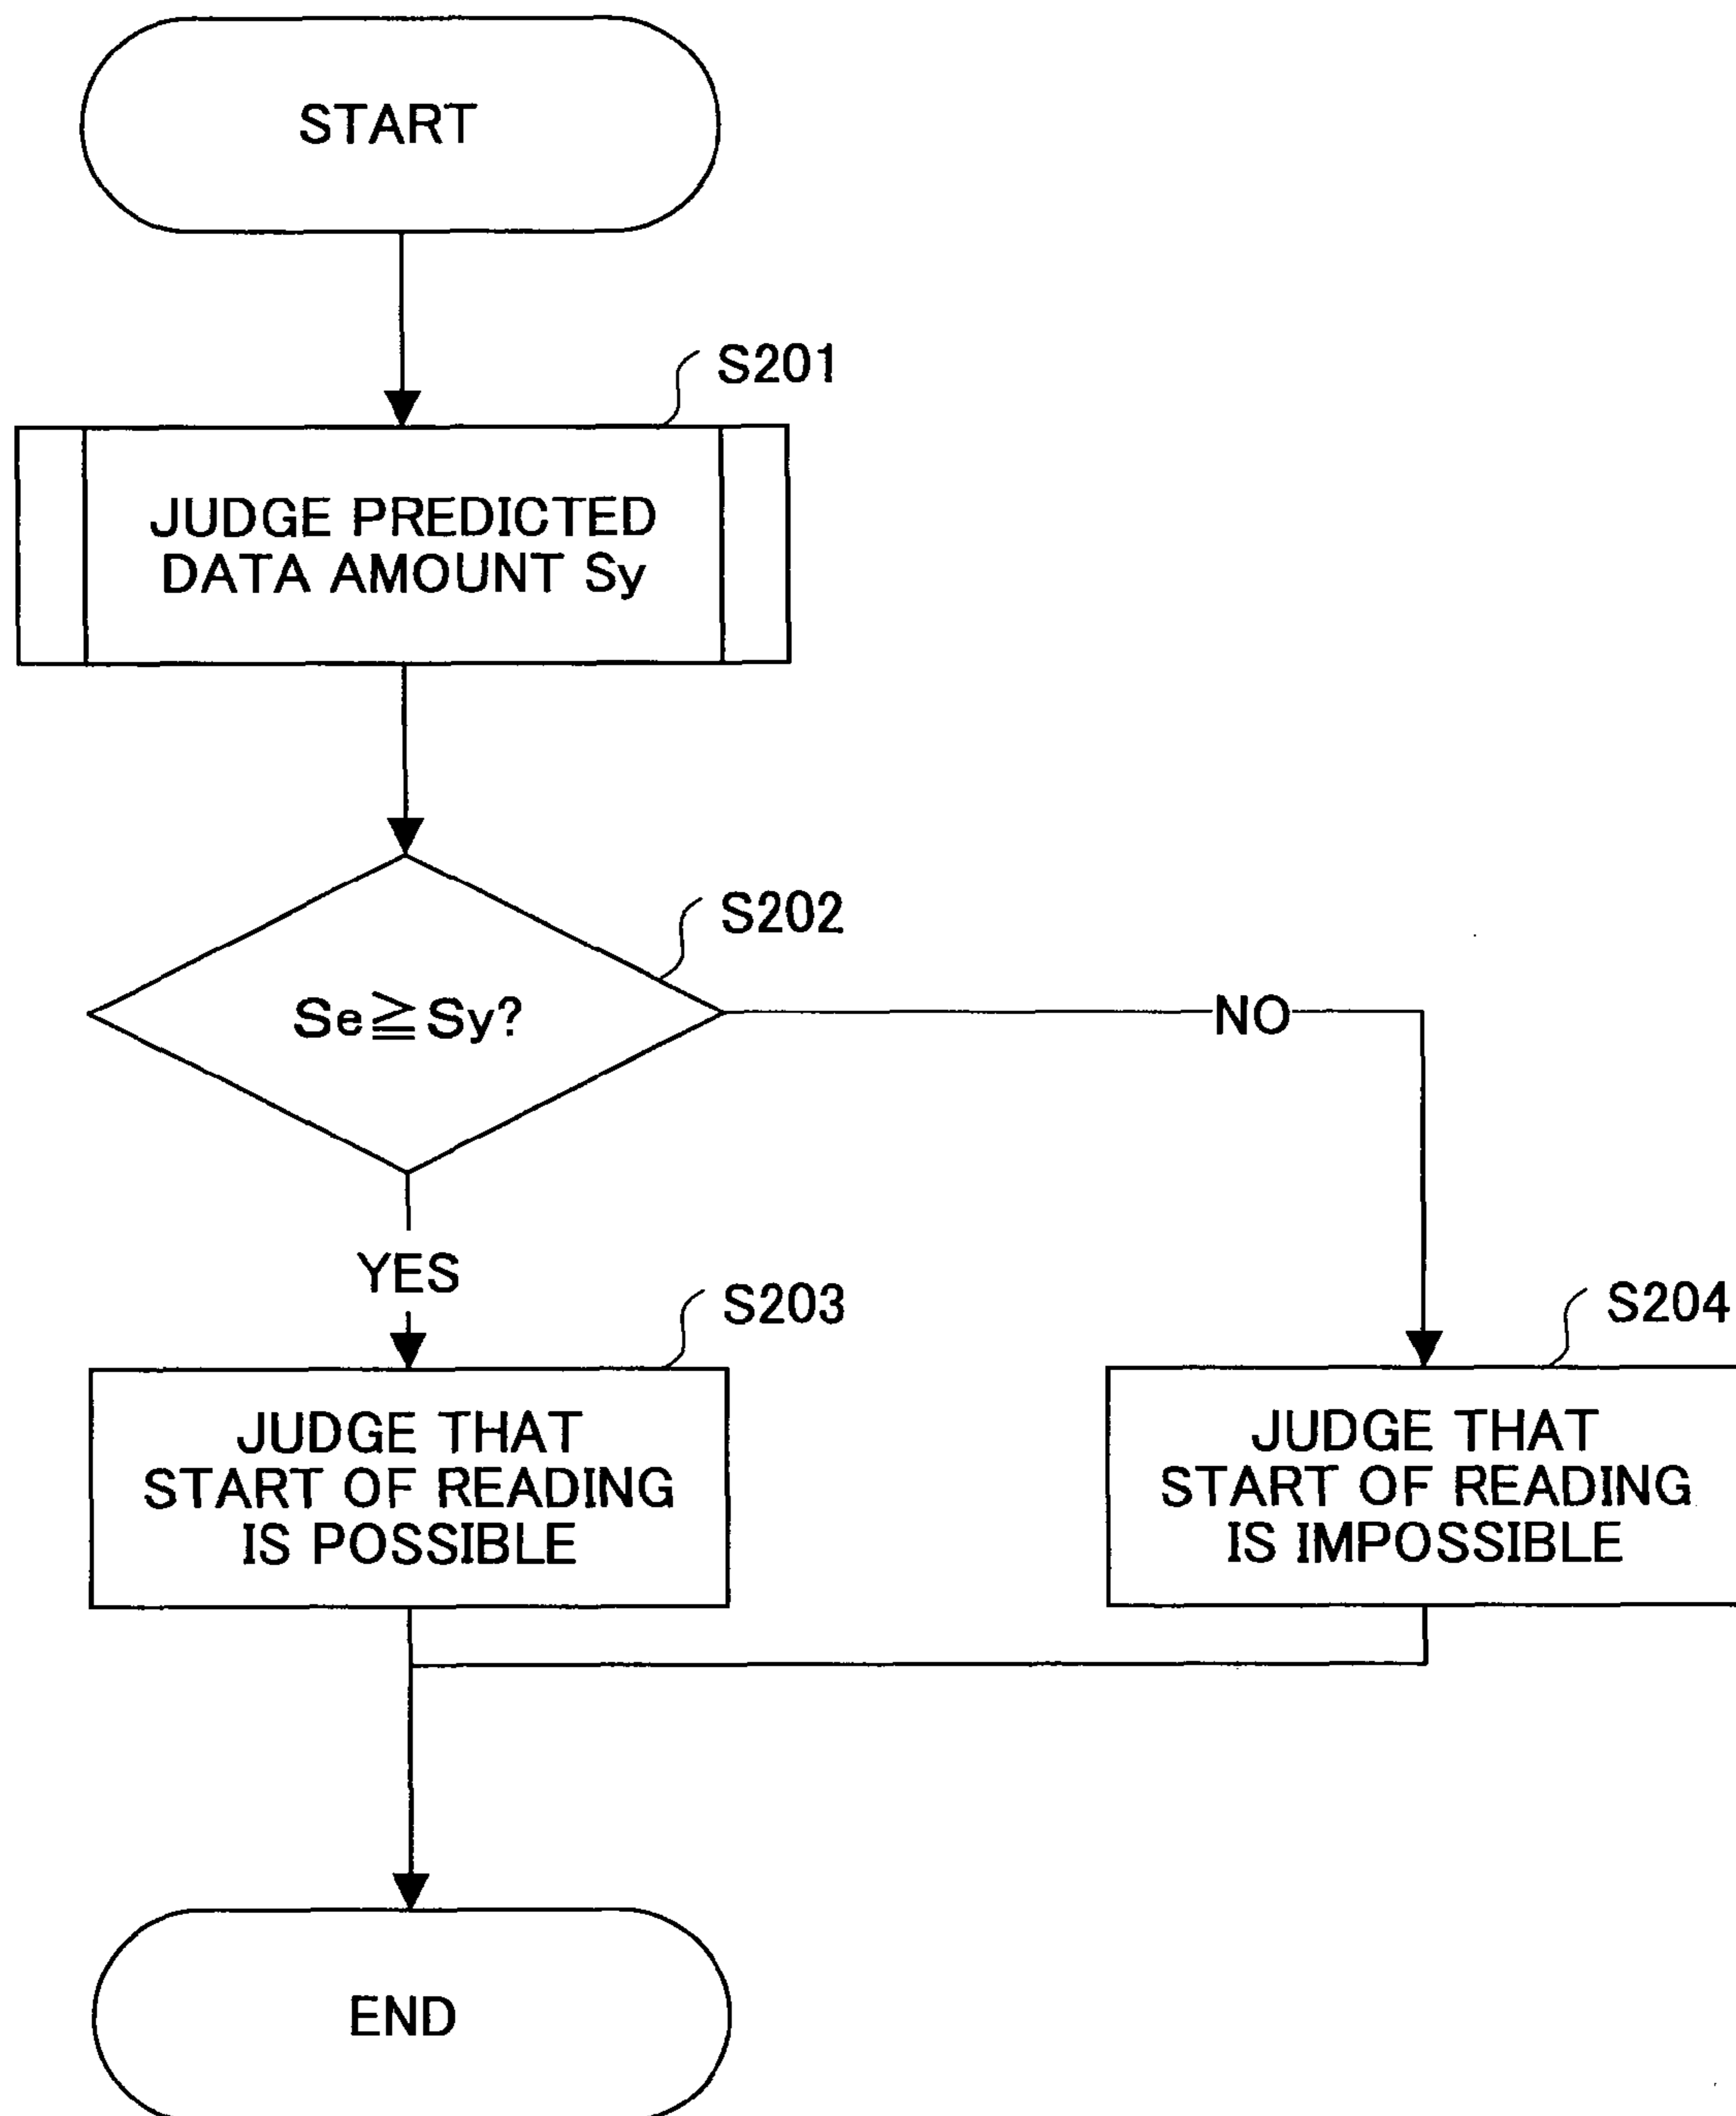 START
S201
JUDGE PREDICTED
DATA AMOUNT Sy
S202
Se≧Sy?
NO
YES
S203
S204
JUDGE THAT
START OF READING
IS POSSIBLE
JUDGE THAT
START OF READING
IS IMPOSSIBLE
END